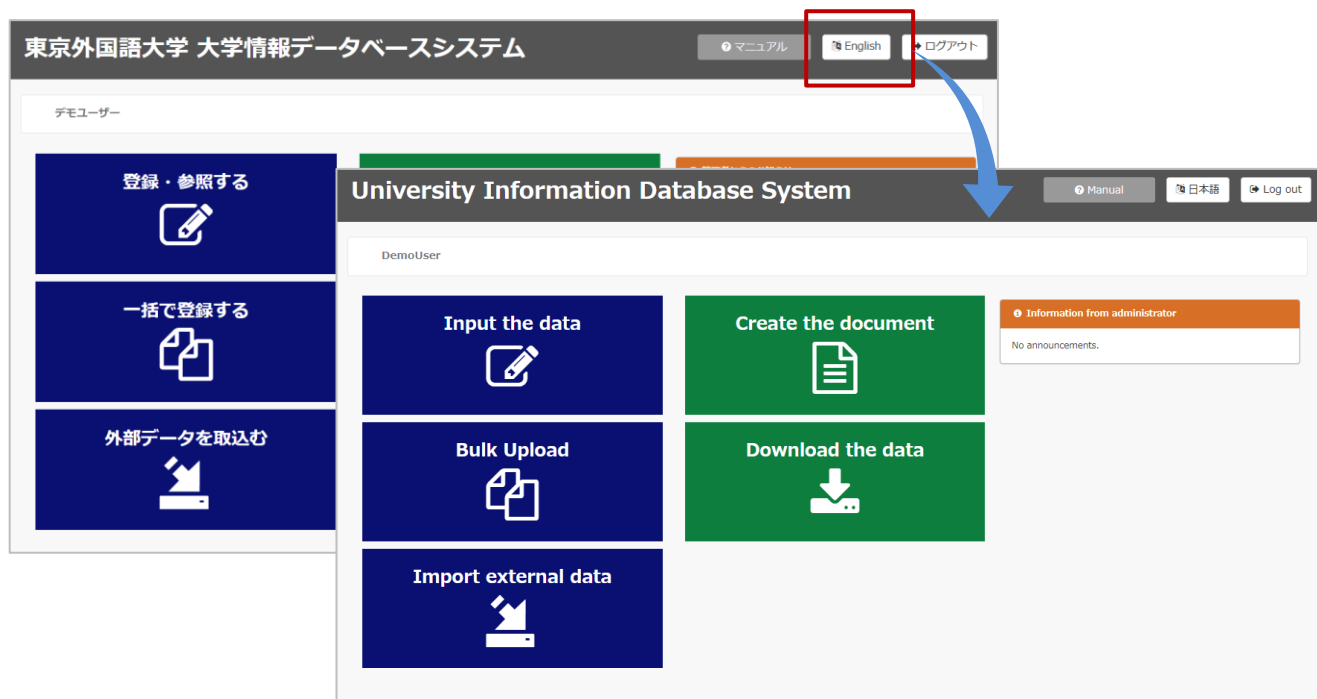 東京外国語大学 大学情報データベースシステム
マニュアル
English
ログアウト
デモユーザー
登録・参照する
一括で登録する
外部データを取込む
University Information Database System
Manual
日本語
Log out
DemoUser
Input the data
Create the document
Information from administrator
No announcements.
Bulk Upload
Download the data
Import external data